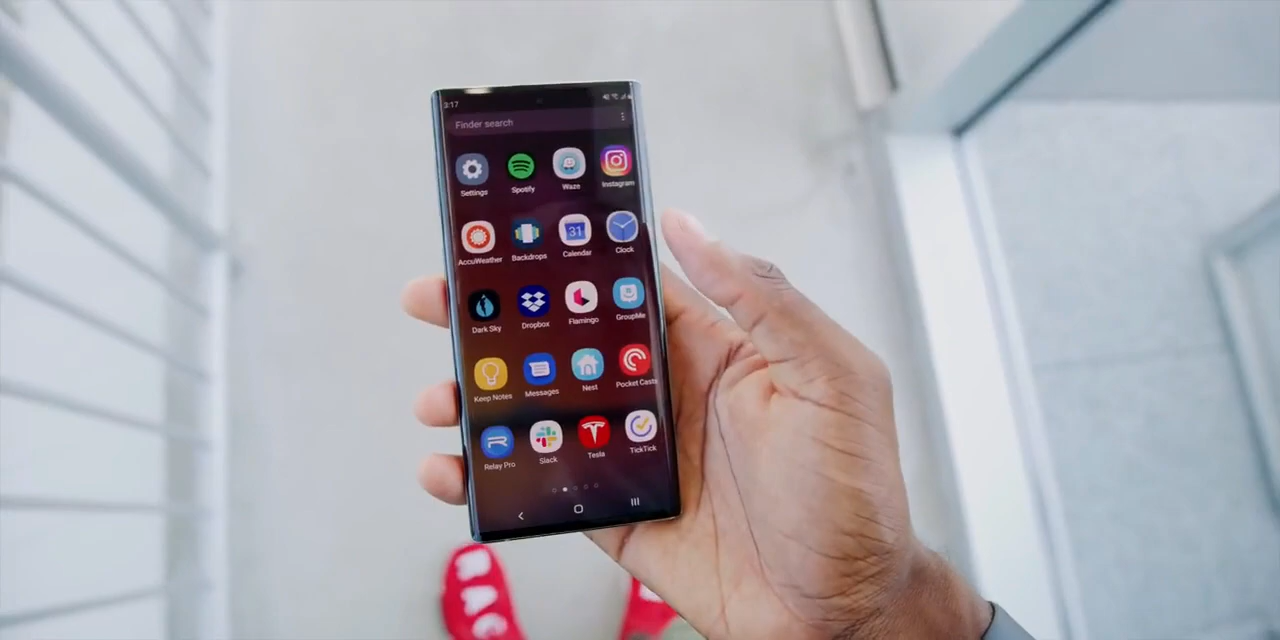 3:17
Finder search
Settings Spotify Waze Instagram
31
AccuWeather Backdrops Calendar Clock
Dark Sky Dropbox Flamingo GroupMe
Keep Notes Messages Nest Pocket Casts
Relay Pro Slack Tesla TickTick